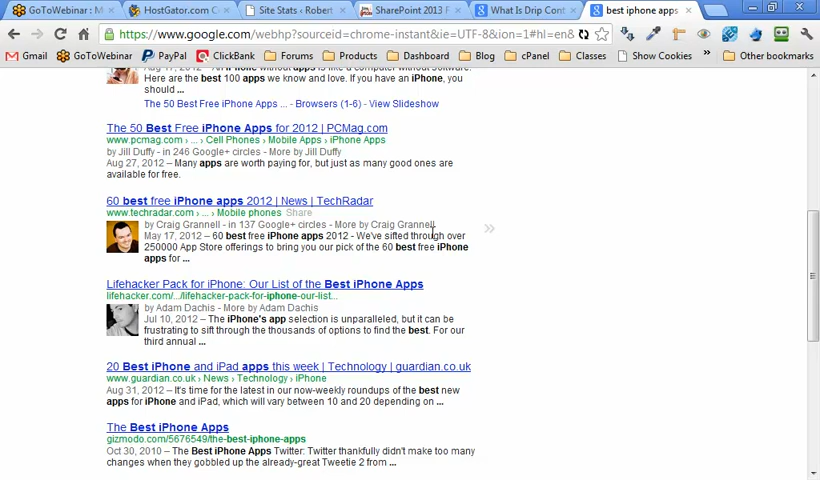 GoToWebinar : M
HostGator.com C
Site Stats ‹ Robert
SharePoint 2013 F
What Is Drip Cont
best iphone apps
https://www.google.com/webhp?sourceid=chrome-instant&ie=UTF-8&ion=1#hl=en&
Gmail
GoToWebinar
PayPal
ClickBank
Forums
Products
Dashboard
Blog
cPanel
Classes
Show Cookies
»
Other bookmarks
Here are the best 100 apps we know and love. If you have an iPhone, you
should ...
The 50 Best Free iPhone Apps ... - Browsers (1-6) - View Slideshow
The 50 Best Free iPhone Apps for 2012 | PCMag.com
www.pcmag.com › ... › Cell Phones › Mobile Apps › iPhone Apps
by Jill Duffy - in 246 Google+ circles - More by Jill Duffy
Aug 27, 2012 – Many apps are worth paying for, but just as many good ones are
available for free.
60 best free iPhone apps 2012 | News | TechRadar
www.techradar.com › ... › Mobile phones Share
by Craig Grannell - in 137 Google+ circles - More by Craig Grannell
May 17, 2012 – 60 best free iPhone apps 2012 - We've sifted through over
250000 App Store offerings to bring you our pick of the 60 best free iPhone
apps for ...
Lifehacker Pack for iPhone: Our List of the Best iPhone Apps
lifehacker.com/.../lifehacker-pack-for-iphone-our-list...
by Adam Dachis - More by Adam Dachis
Jul 10, 2012 – The iPhone's app selection is unparalleled, but it can be
frustrating to sift through the thousands of options to find the best. For our
third annual ...
20 Best iPhone and iPad apps this week | Technology | guardian.co.uk
www.guardian.co.uk › News › Technology › iPhone
Aug 31, 2012 – It's time for the latest in our now-weekly roundups of the best new
apps for iPhone and iPad, which will vary between 10 and 20 depending on ...
The Best iPhone Apps
gizmodo.com/5676549/the-best-iphone-apps
Oct 30, 2010 – The Best iPhone Apps Twitter: Twitter thankfully didn't make too many
changes when they gobbled up the already-great Tweetie 2 from ...